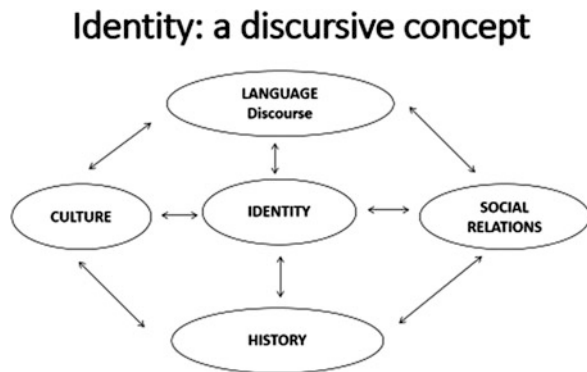 Identity: a discursive concept
LANGUAGE
Discourse
CULTURE
IDENTITY
SOCIAL
RELATIONS
HISTORY